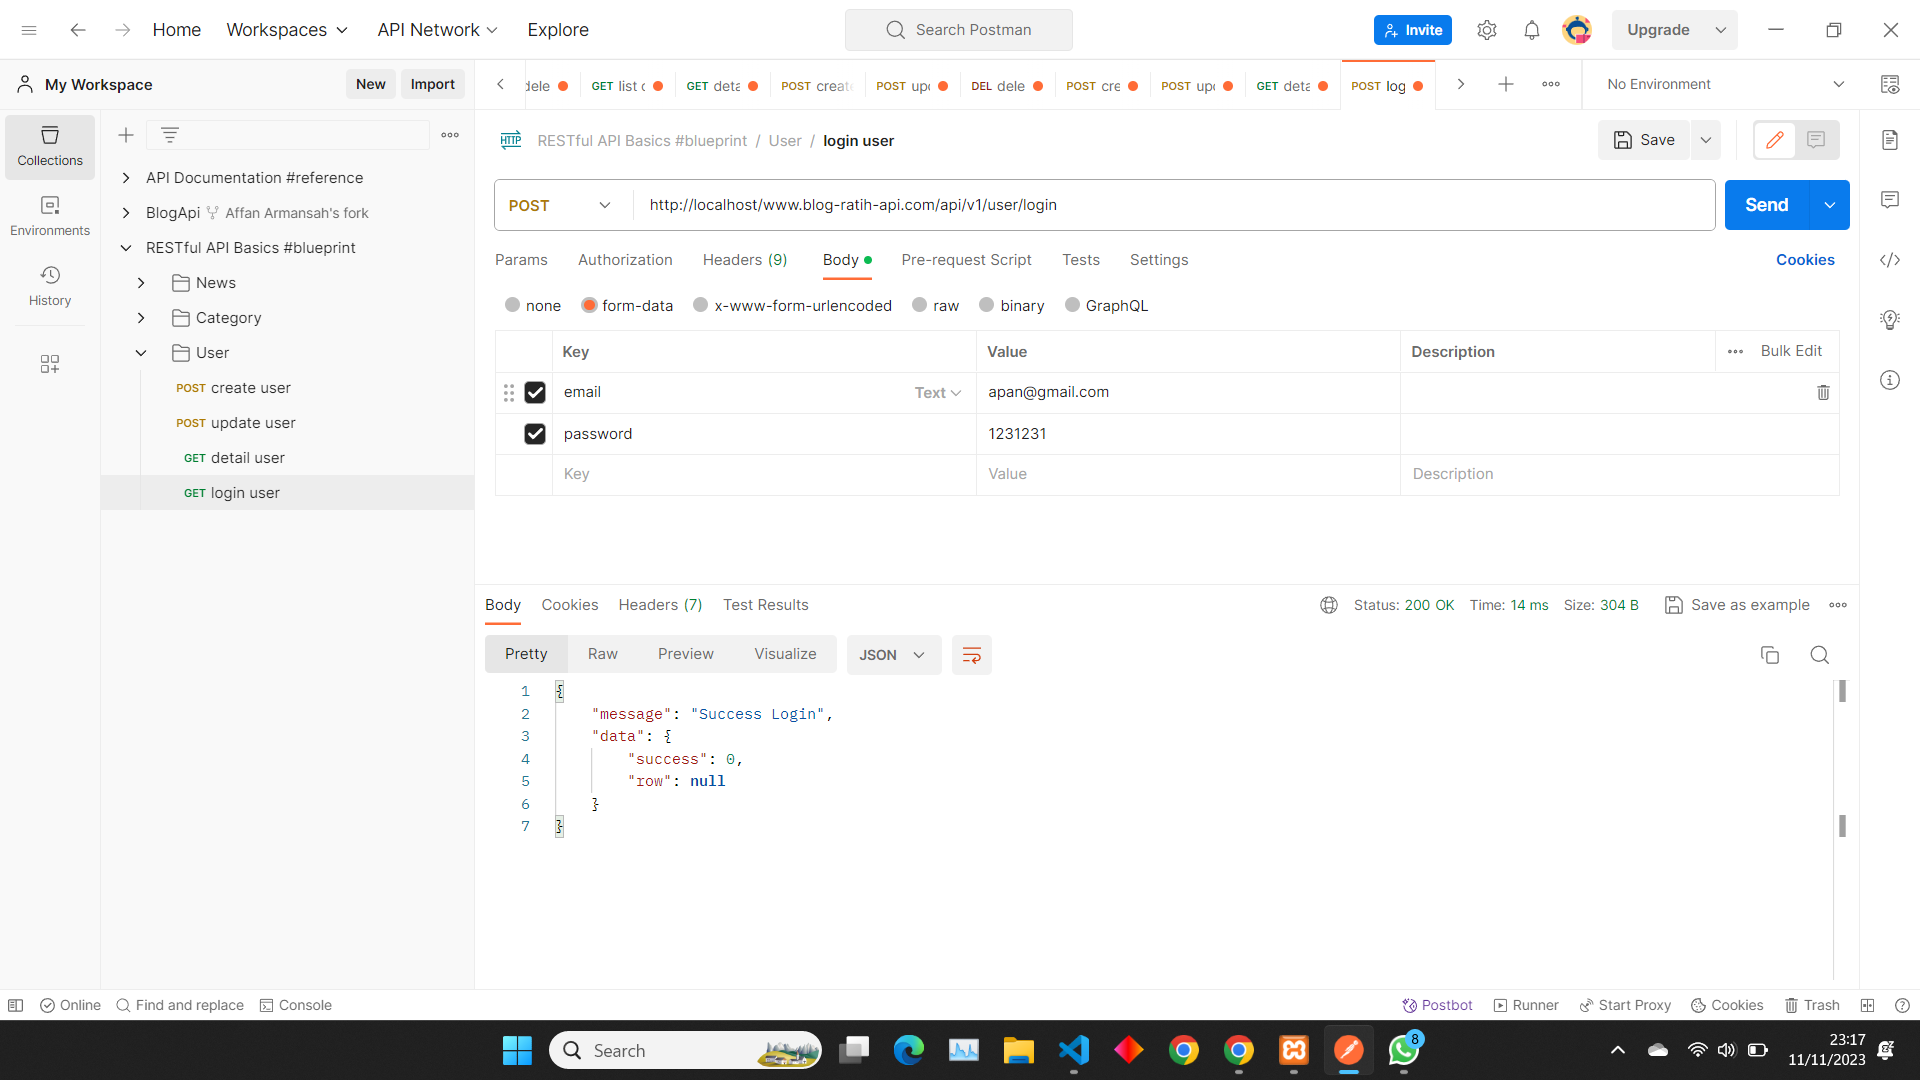 Home Workspaces API Network Explore Search Postman Invite Upgrade
My Workspace New Import
dele GET list c GET deta POST create POST upd DEL dele POST cre POST upd GET deta POST log No Environment
Collections
Environments
History
API Documentation #reference
BlogApi Affan Armansah's fork
RESTful API Basics #blueprint
News
Category
User
POST create user
POST update user
GET detail user
GET login user
HTTP RESTful API Basics #blueprint / User / login user Save
POST http://localhost/www.blog-ratih-api.com/api/v1/user/login Send
Params Authorization Headers (9) Body Pre-request Script Tests Settings Cookies
none form-data x-www-form-urlencoded raw binary GraphQL
Key Value Description Bulk Edit
email Text apan@gmail.com
password 1231231
Key Value Description
Body Cookies Headers (7) Test Results Status: 200 OK Time: 14 ms Size: 304 B Save as example
Pretty Raw Preview Visualize JSON
1 {
2 "message": "Success Login",
3 "data": {
4 "success": 0,
5 "row": null
6 }
7 }
Online Find and replace Console Postbot Runner Start Proxy Cookies Trash
Search 8 23:17
11/11/2023